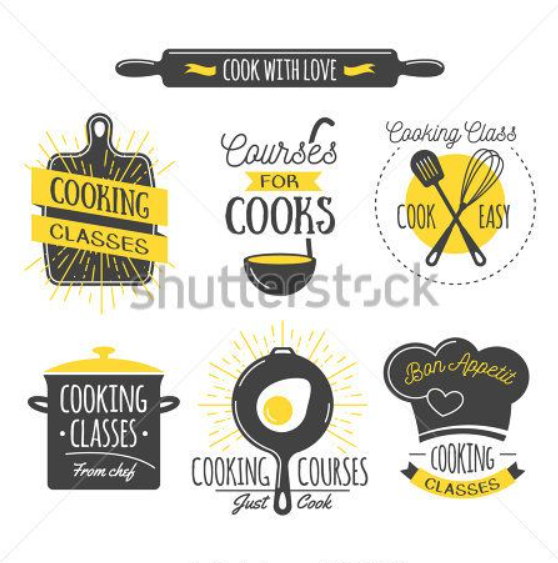 COOK WITH LOVE
COOKING
CLASSES
Courses
FOR
COOKS
Cooking Class
COOK EASY
shutterstock
COOKING
CLASSES
From chef
COOKING COURSES
Just Cook
Bon Appetit
COOKING
CLASSES